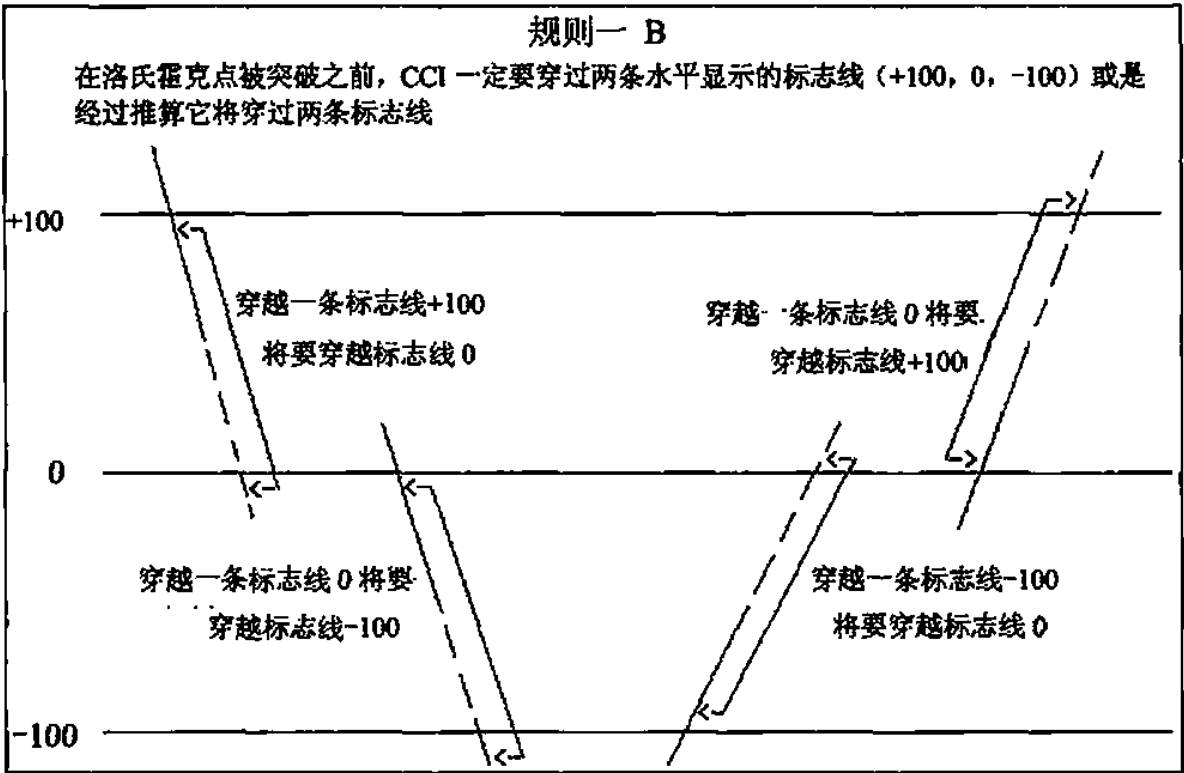 规则一 B
在洛氏霍克点被突破之前，CCI 一定要穿过两条水平显示的标志线（+100，0，-100）或是
经过推算它将穿过两条标志线
+100
穿越一条标志线+100
将要穿越标志线 0
穿越一条标志线 0 将要
穿越标志线+100
0
穿越一条标志线 0 将要
穿越标志线-100
穿越一条标志线-100
将要穿越标志线 0
-100